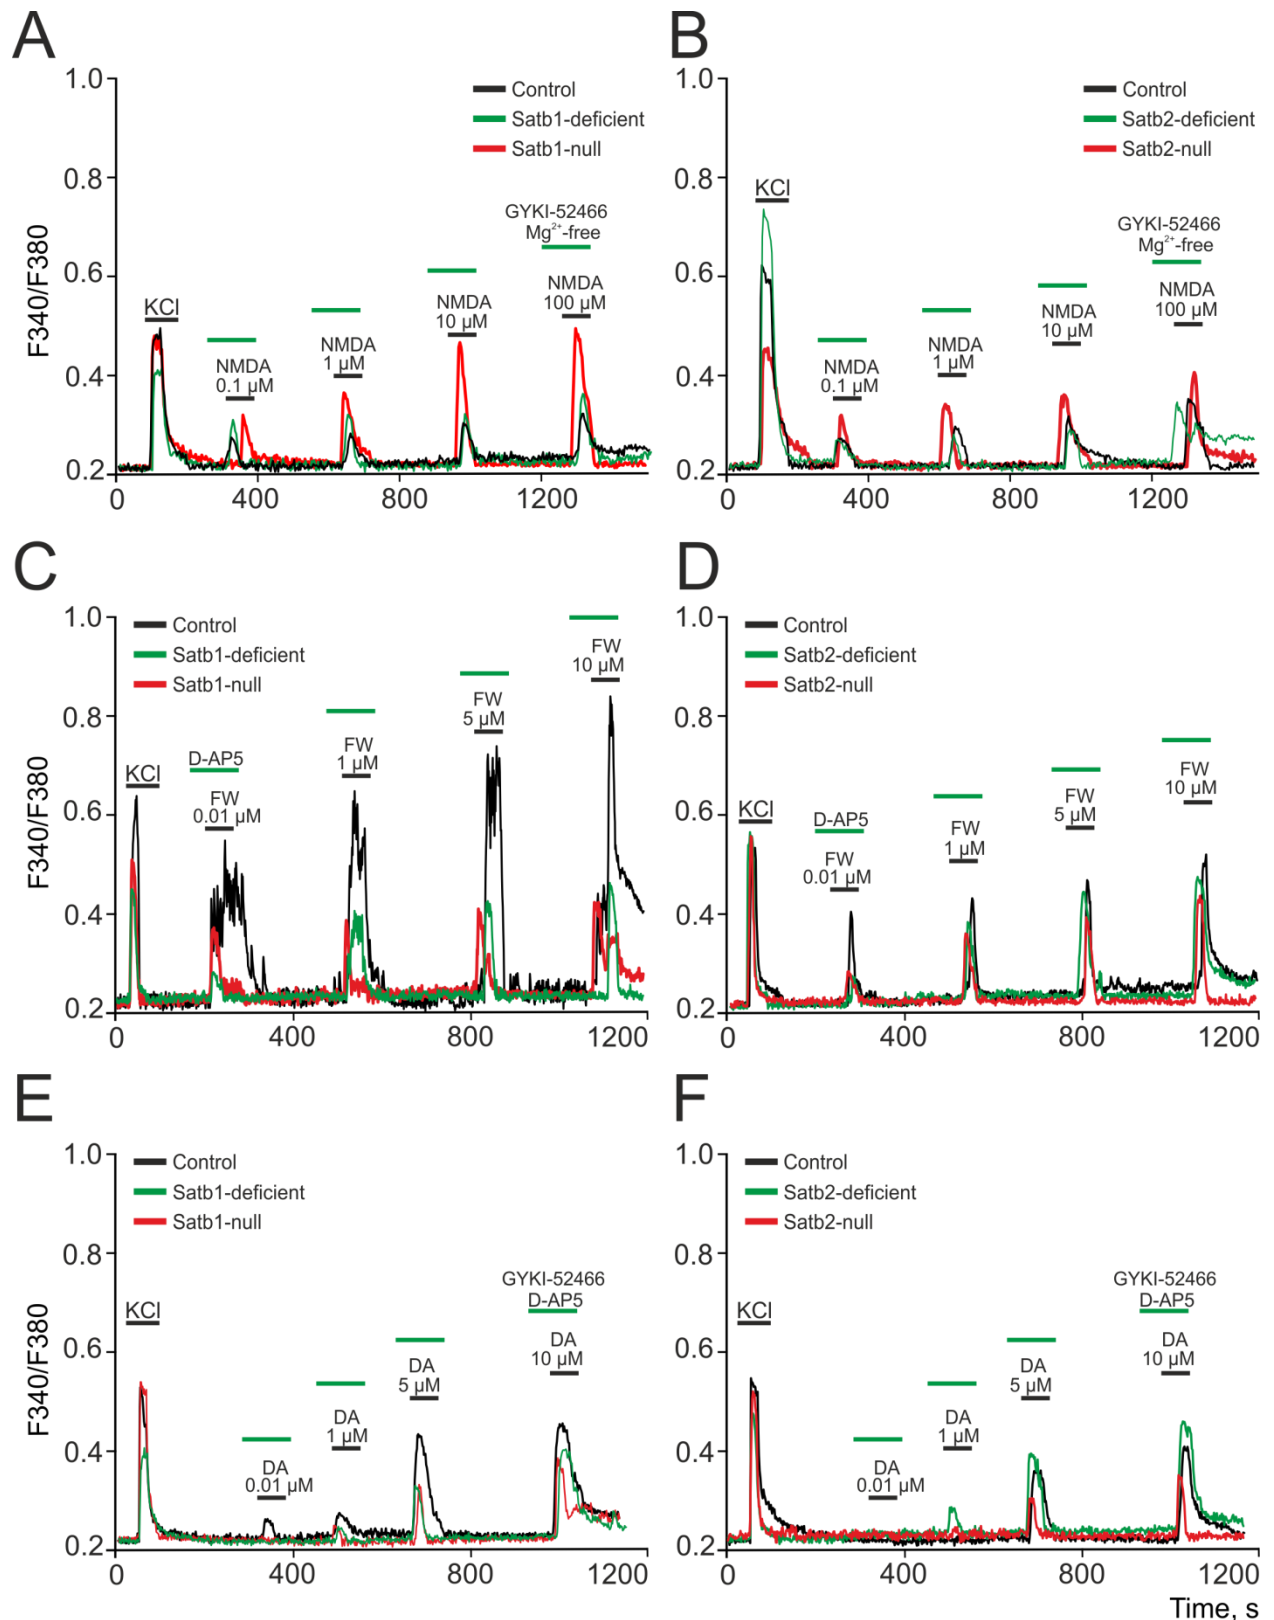 A
1.0
0.8
0.6
0.4
0.2
F340/F380
Control
Satb1-deficient
Satb1-null
KCl
NMDA
0.1 µM
NMDA
1 µM
NMDA
10 µM
GYKI-52466
Mg²⁺-free
NMDA
100 µM
0 400 800 1200
B
1.0
0.8
0.6
0.4
0.2
Control
Satb2-deficient
Satb2-null
KCl
NMDA
0.1 µM
NMDA
1 µM
NMDA
10 µM
GYKI-52466
Mg²⁺-free
NMDA
100 µM
0 400 800 1200
C
1.0
0.8
0.6
0.4
0.2
F340/F380
Control
Satb1-deficient
Satb1-null
KCl
D-AP5
FW
0.01 µM
FW
1 µM
FW
5 µM
FW
10 µM
0 400 800 1200
D
1.0
0.8
0.6
0.4
0.2
Control
Satb2-deficient
Satb2-null
KCl
D-AP5
FW
0.01 µM
FW
1 µM
FW
5 µM
FW
10 µM
0 400 800 1200
E
1.0
0.8
0.6
0.4
0.2
F340/F380
Control
Satb1-deficient
Satb1-null
KCl
DA
0.01 µM
DA
1 µM
DA
5 µM
GYKI-52466
D-AP5
DA
10 µM
0 400 800 1200
F
1.0
0.8
0.6
0.4
0.2
Control
Satb2-deficient
Satb2-null
KCl
DA
0.01 µM
DA
1 µM
DA
5 µM
GYKI-52466
D-AP5
DA
10 µM
0 400 800 1200
Time, s